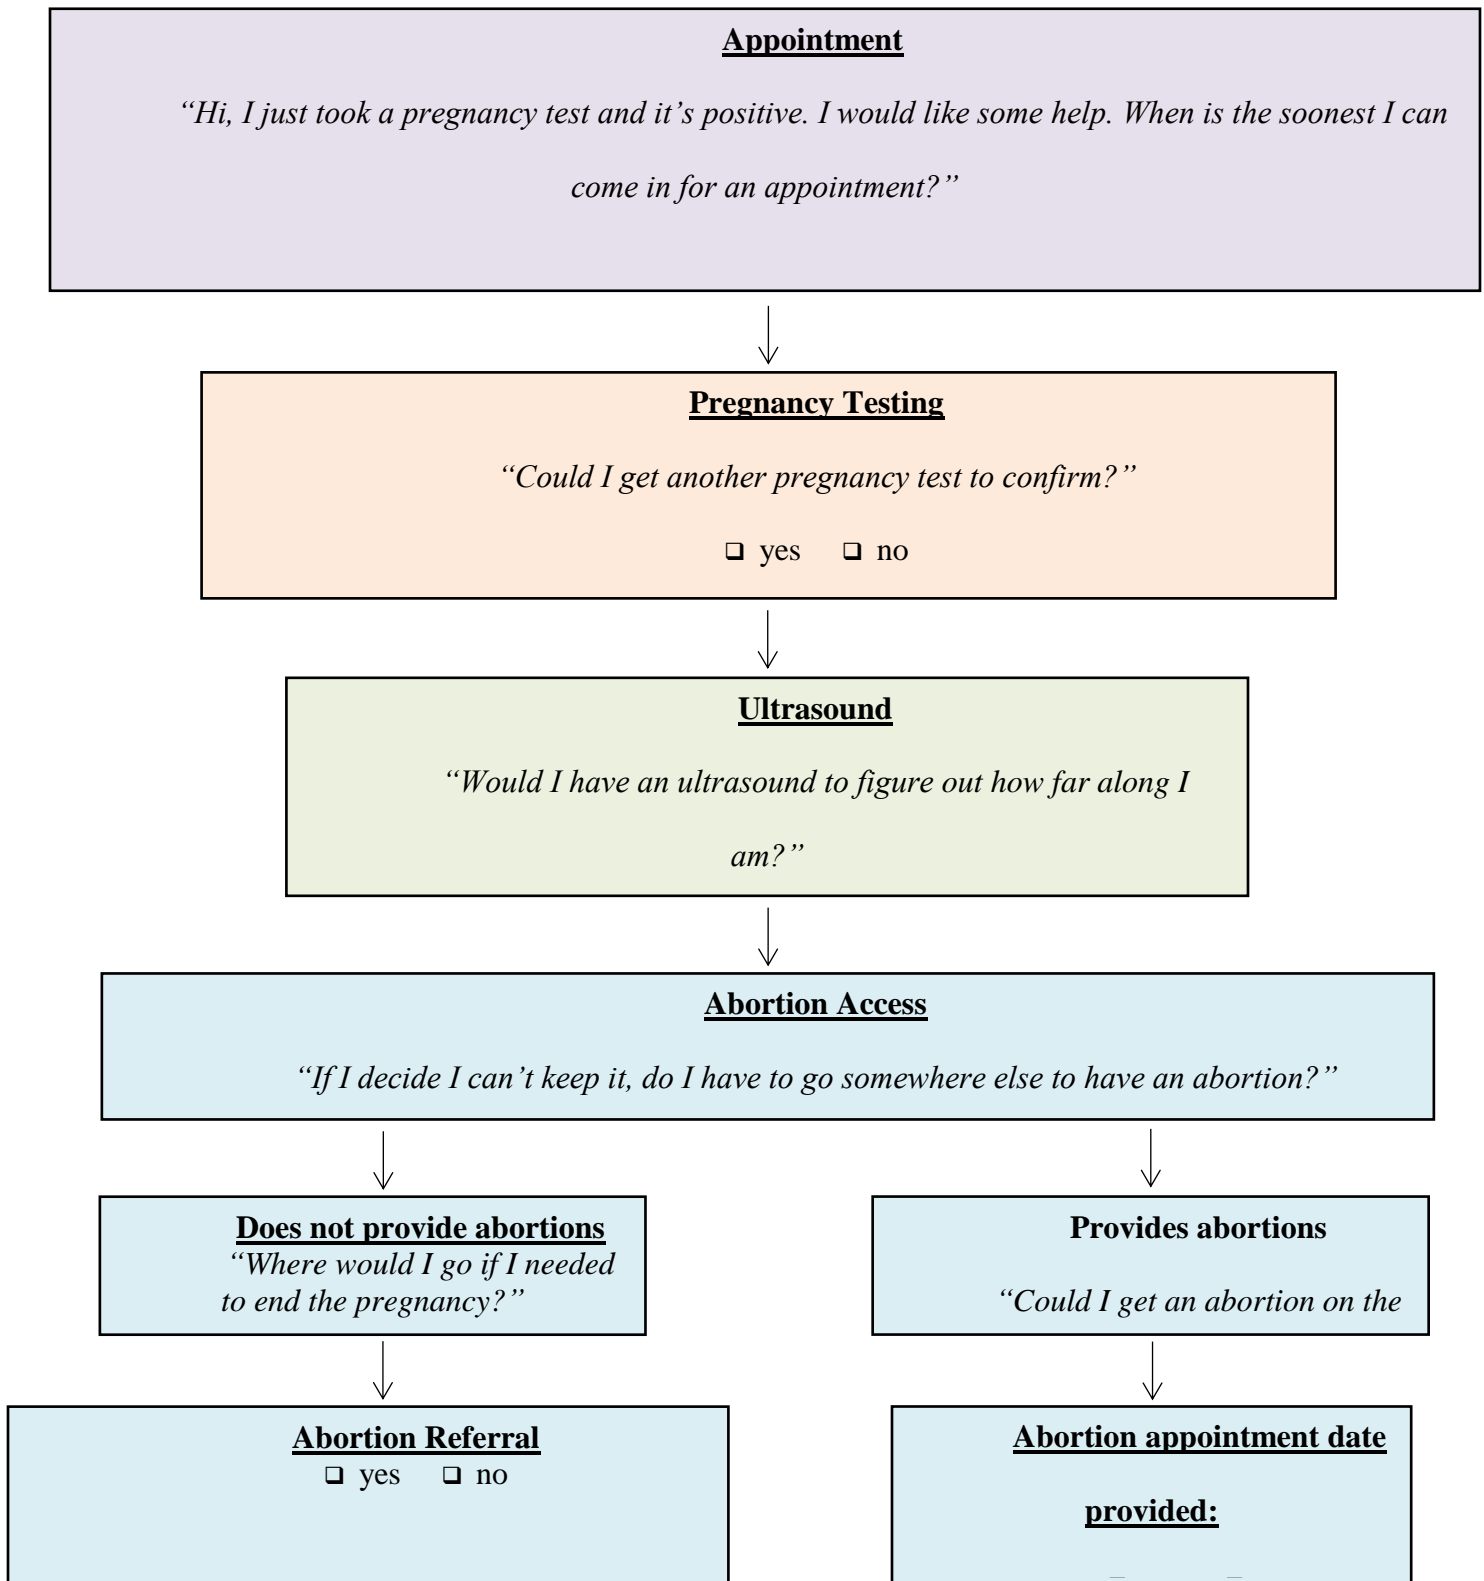 Appointment
“Hi, I just took a pregnancy test and it’s positive. I would like some help. When is the soonest I can
come in for an appointment?”
Pregnancy Testing
“Could I get another pregnancy test to confirm?”
❑ yes ❑ no
Ultrasound
“Would I have an ultrasound to figure out how far along I
am?”
Abortion Access
“If I decide I can’t keep it, do I have to go somewhere else to have an abortion?”
Does not provide abortions
“Where would I go if I needed
to end the pregnancy?”
Provides abortions
“Could I get an abortion on the
Abortion Referral
❑ yes ❑ no
Abortion appointment date
provided: